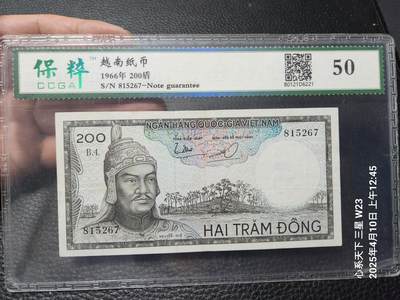 保粹
CCGA
越南纸币
1966年 200盾
S/N 815267-Note guarantee
B0121D6221
50
NGÂN HÀNG QUỐC-GIA VIỆT-NAM
200
B.4.
815267
815267
HAI TRĂM ĐỒNG
心系天下 三星 W23
2025年4月10日 上午12:45